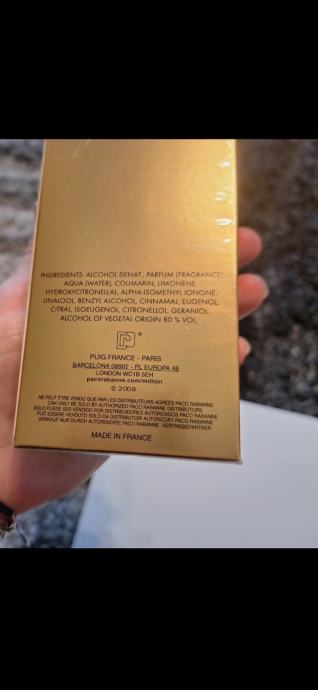 INGREDIENTS: ALCOHOL DENAT., PARFUM (FRAGRANCE),
AQUA (WATER), COUMARIN, LIMONENE,
HYDROXYCITRONELLAL, ALPHA-ISOMETHYL IONONE,
LINALOOL, BENZYL ALCOHOL, CINNAMAL, EUGENOL,
CITRAL, ISOEUGENOL, CITRONELLOL, GERANIOL.
ALCOHOL OF VEGETAL ORIGIN 80 % VOL.
PUIG FRANCE - PARIS
BARCELONA 08902 - PL EUROPA 46
LONDON WC1B 5EH
pacorabanne.com/million
© 2008
NE PEUT ÊTRE VENDU QUE PAR LES DISTRIBUTEURS AGRÉÉS PACO RABANNE
CAN ONLY BE SOLD BY AUTHORIZED PACO RABANNE DISTRIBUTORS
SÓLO PUEDE SER VENDIDO POR DISTRIBUIDORES AUTORIZADOS PACO RABANNE
PUÒ ESSERE VENDUTO SOLO DA DISTRIBUTORI AUTORIZZATI PACO RABANNE
VERKAUF NUR DURCH AUTORISIERTE PACO RABANNE -VERTRIEBSPARTNER
MADE IN FRANCE